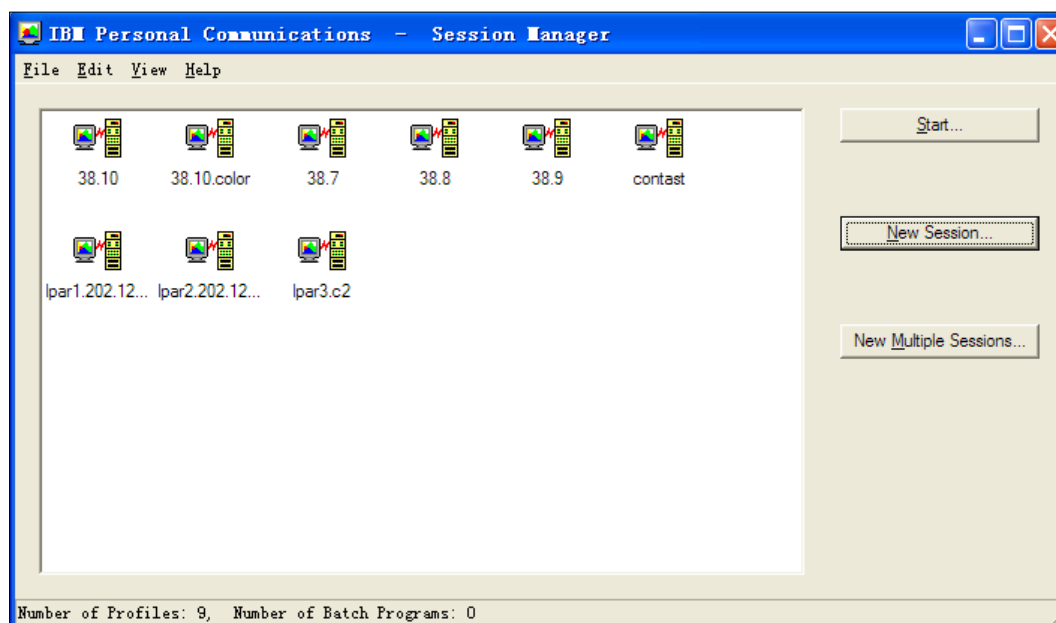 IBM Personal Communications - Session Manager
File Edit View Help
38.10 38.10.color 38.7 38.8 38.9 contast
lpar1.202.12... lpar2.202.12... lpar3.c2
Start...
New Session...
New Multiple Sessions...
Number of Profiles: 9, Number of Batch Programs: 0